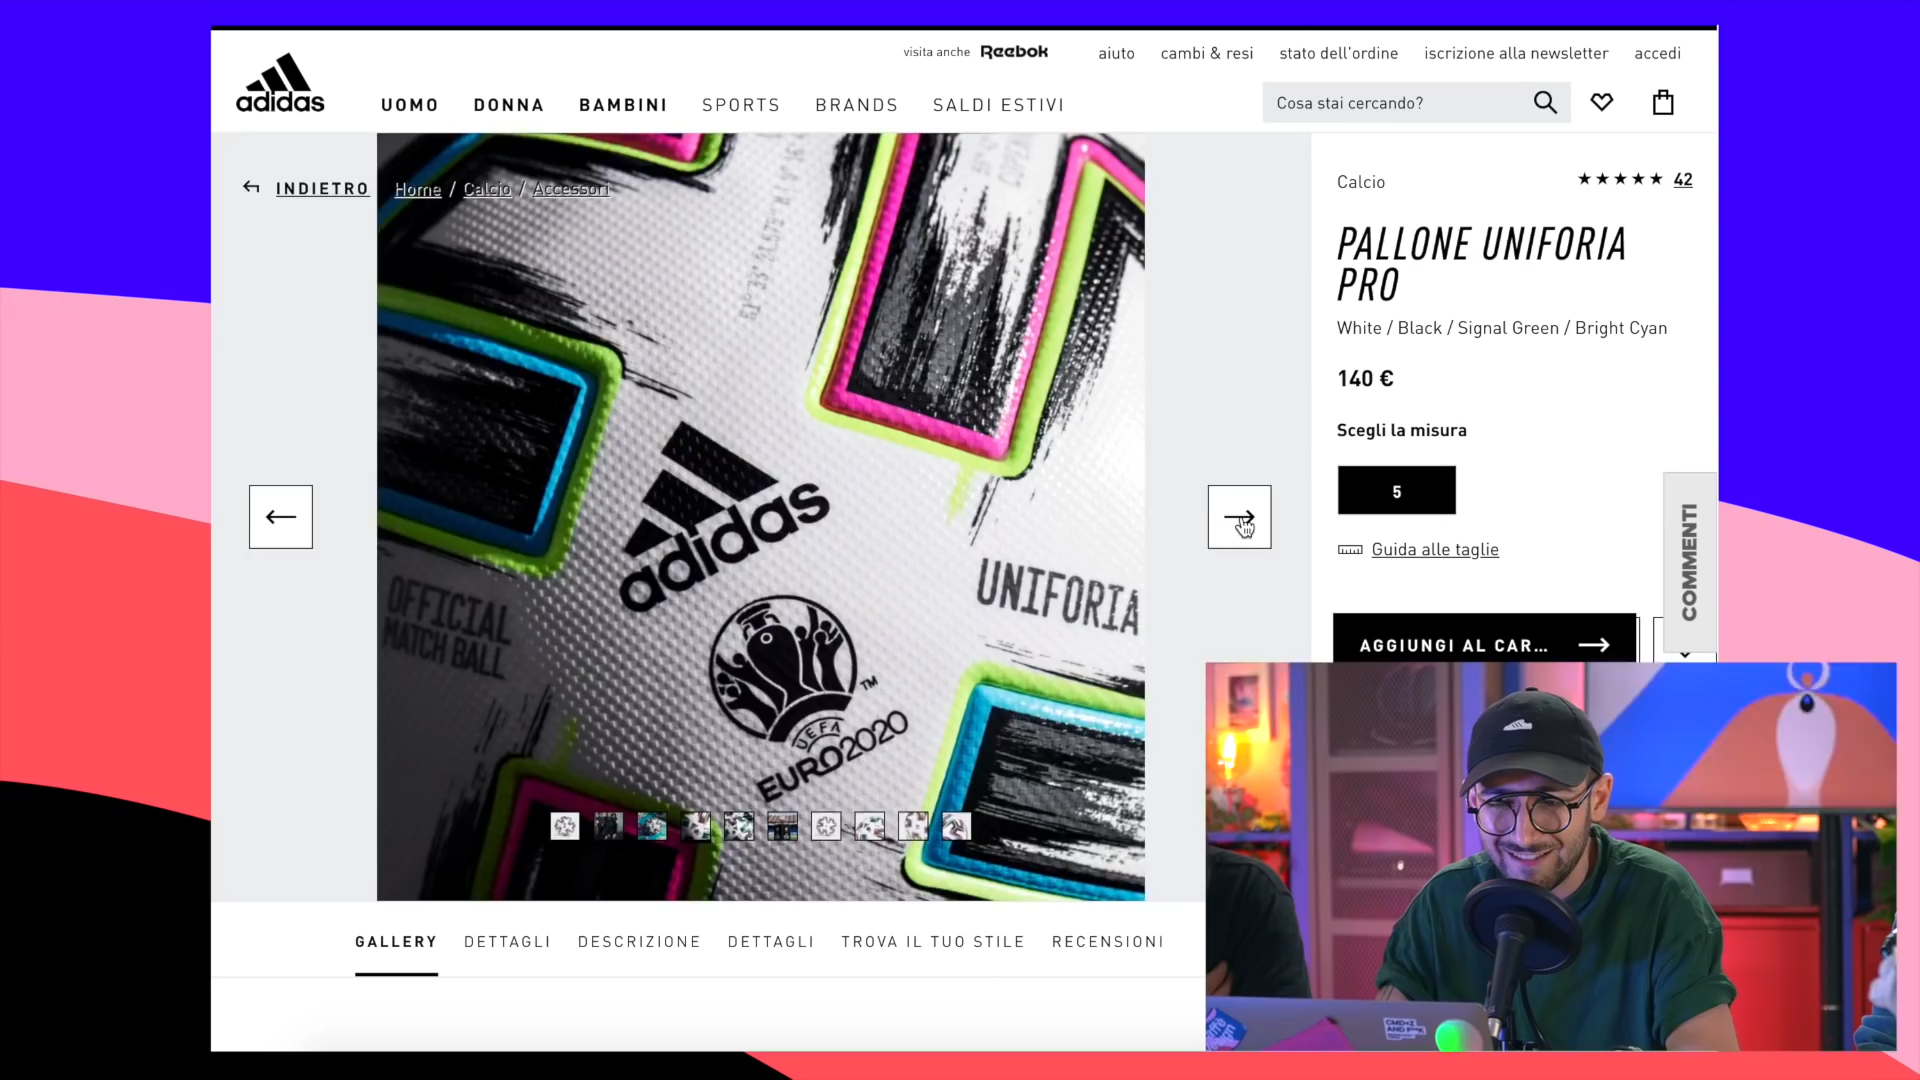 visita anche Reebok
aiuto
cambi & resi
stato dell'ordine
iscrizione alla newsletter
accedi
adidas
UOMO
DONNA
BAMBINI
SPORTS
BRANDS
SALDI ESTIVI
Cosa stai cercando?
INDIETRO
Home / Calcio / Accessori
adidas
UEFA
EURO2020
TM
UNIFORIA
OFFICIAL
MATCH BALL
Calcio
42
PALLONE UNIFORIA
PRO
White / Black / Signal Green / Bright Cyan
140 €
Scegli la misura
5
Guida alle taglie
COMMENTI
AGGIUNGI AL CAR...
GALLERY
DETTAGLI
DESCRIZIONE
DETTAGLI
TROVA IL TUO STILE
RECENSIONI
CMD+Z